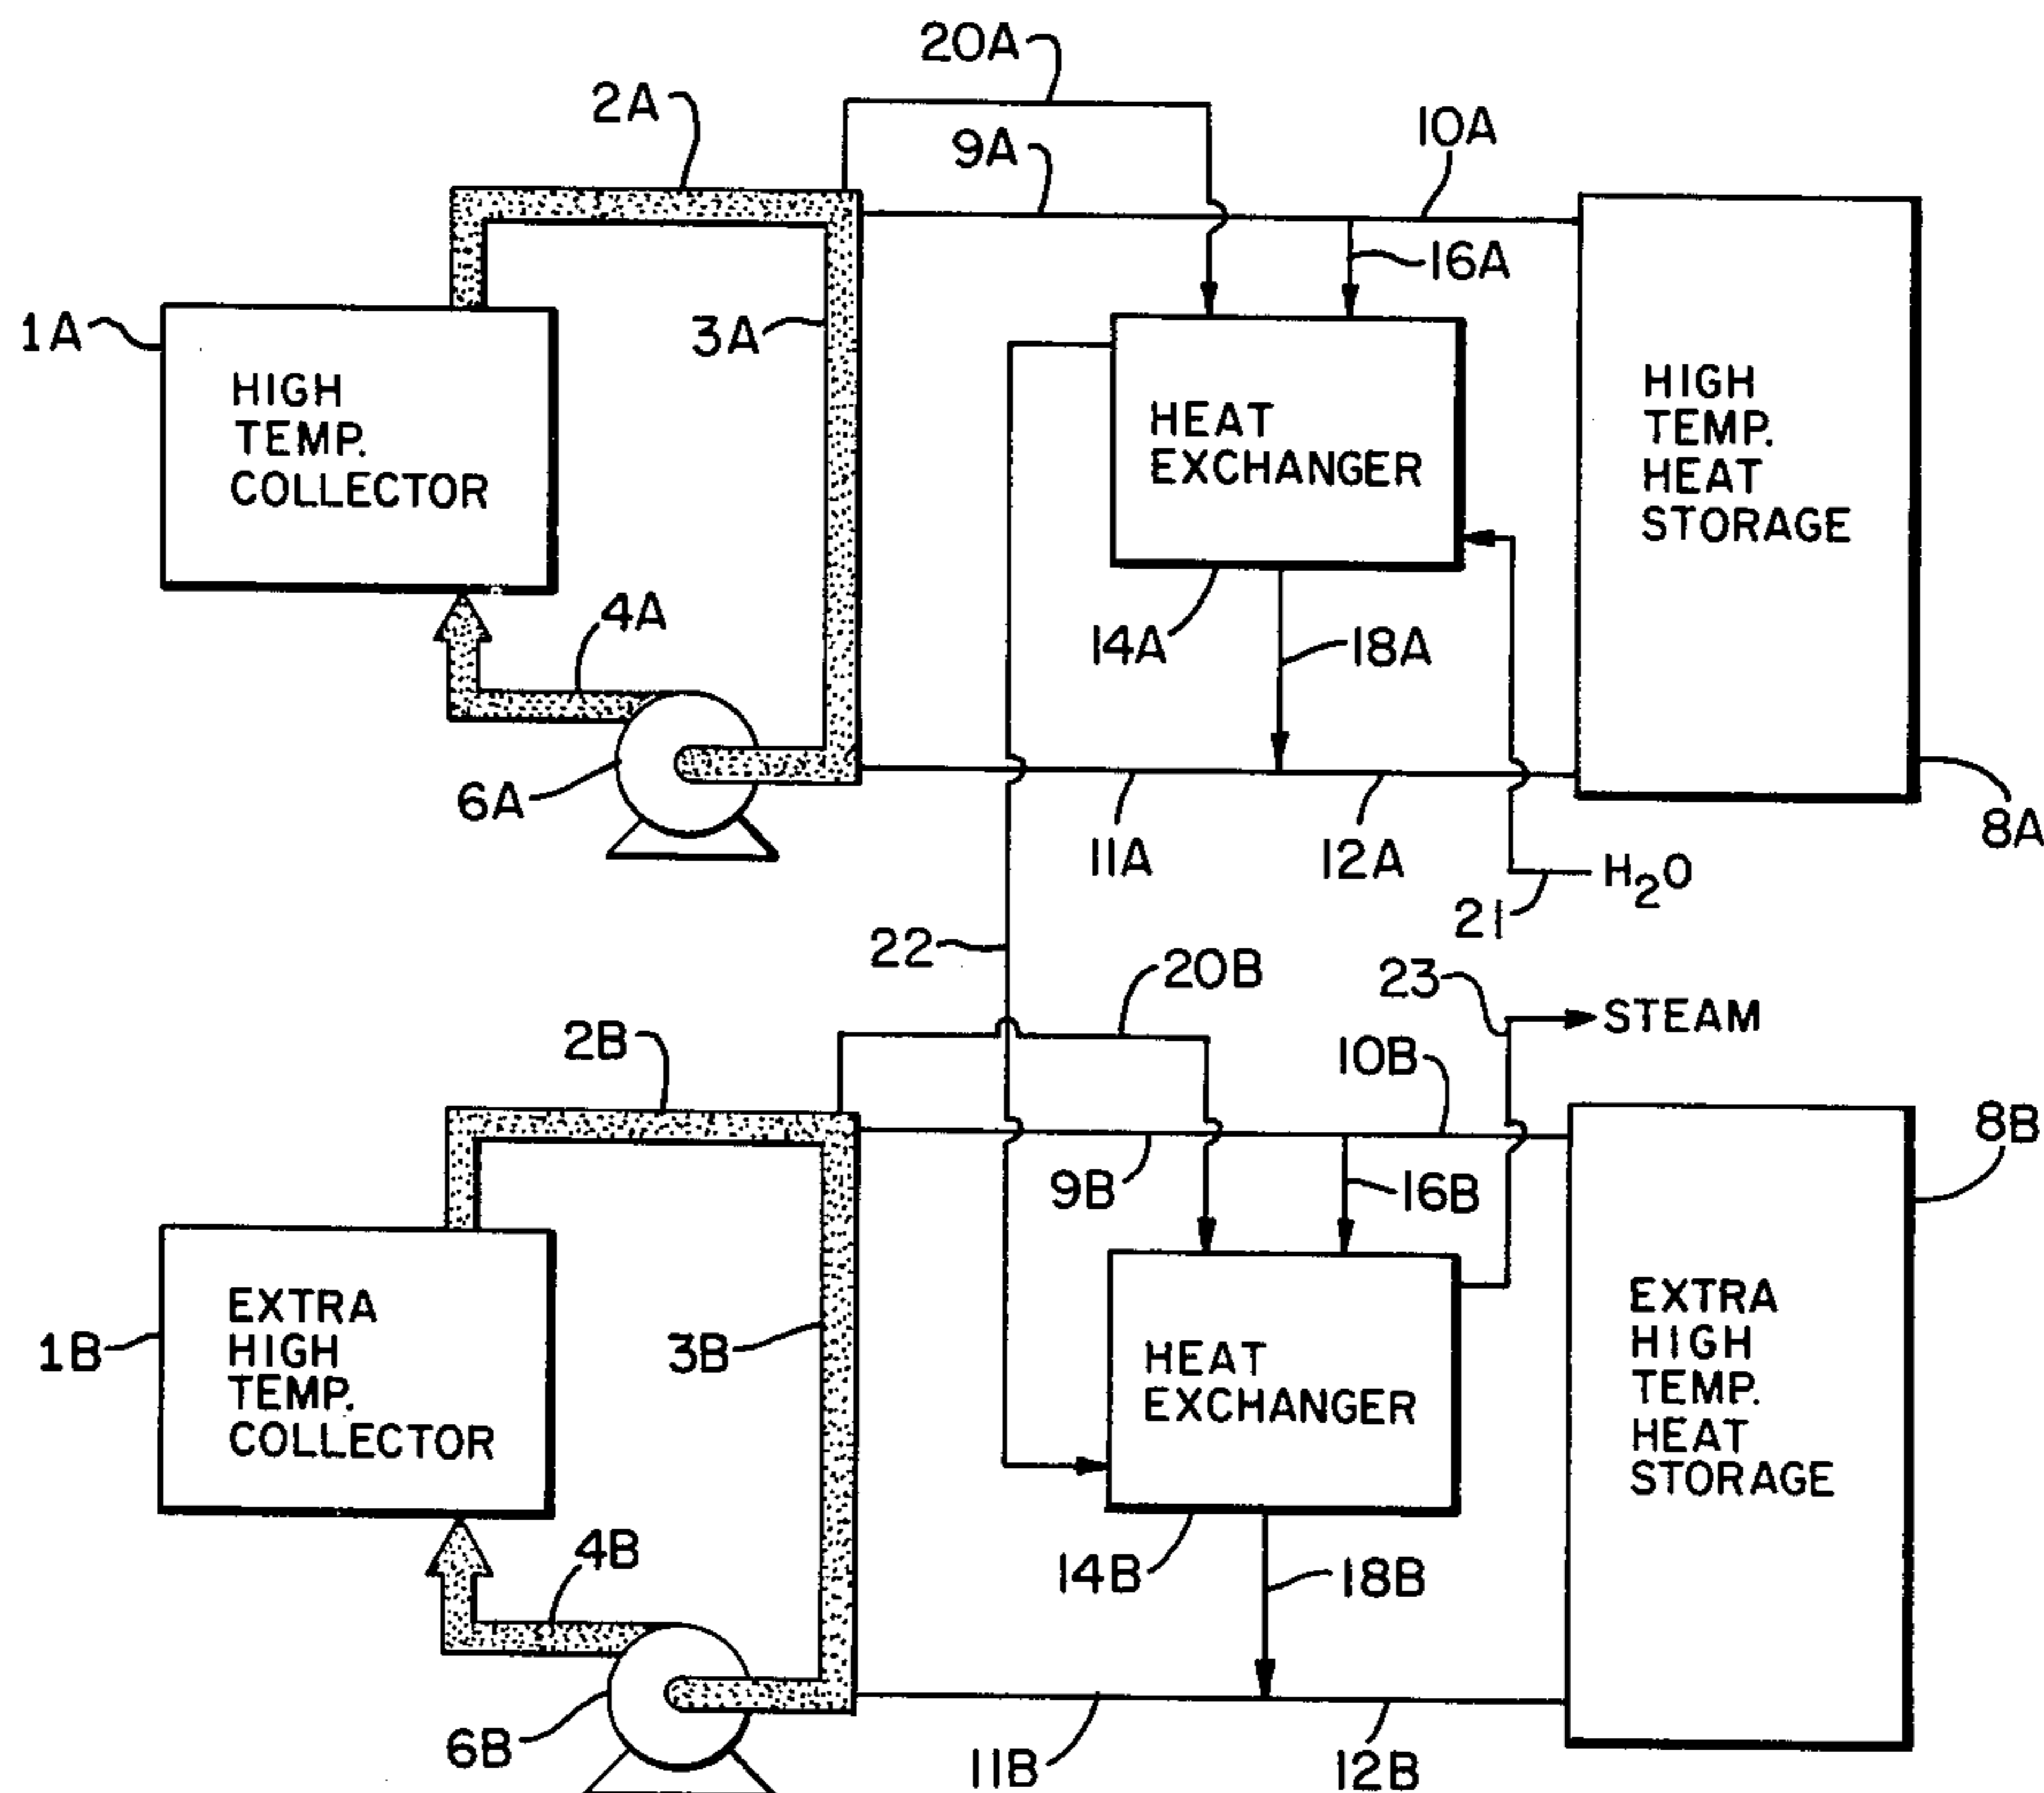 20A
2A
9A
10A
16A
1A
3A
HIGH
TEMP.
COLLECTOR
HEAT
EXCHANGER
HIGH
TEMP.
HEAT
STORAGE
4A
14A
18A
6A
11A
12A
8A
H2O
21
22
20B
23
STEAM
2B
10B
8B
9B
16B
1B
3B
EXTRA
HIGH
TEMP.
COLLECTOR
HEAT
EXCHANGER
EXTRA
HIGH
TEMP.
HEAT
STORAGE
4B
14B
18B
6B
11B
12B